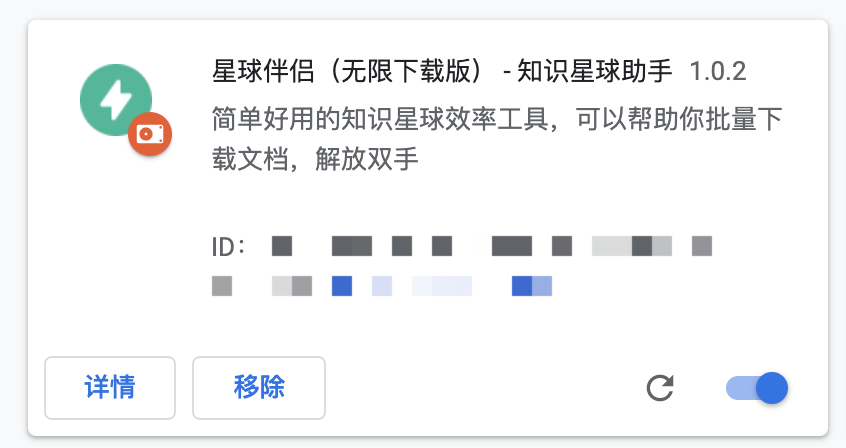 星球伴侣（无限下载版） - 知识星球助手 1.0.2
简单好用的知识星球效率工具，可以帮助你批量下
载文档，解放双手
ID：
详情 移除